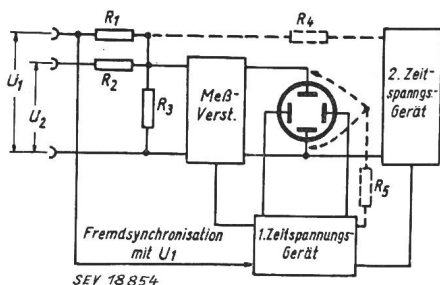 R1
R4
R2
R3
U1
U2
Meß-
Verst.
2. Zeit-
spanngs-
Gerät
R5
Fremdsynchronisation
mit U1
1.Zeitspannungs-
Gerät
SEV 18854